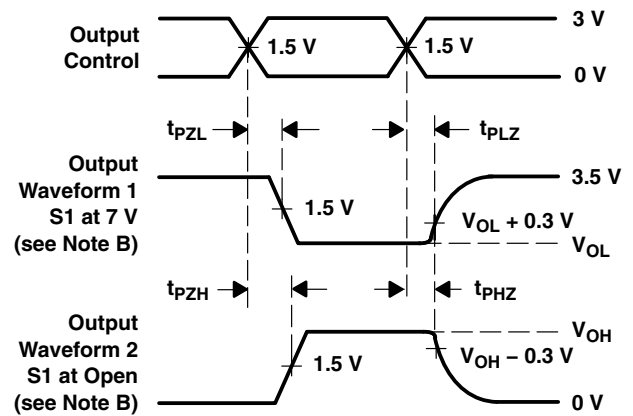 Output
Control
1.5 V
1.5 V
3 V
0 V
tPZL
tPLZ
Output
Waveform 1
S1 at 7 V
(see Note B)
1.5 V
3.5 V
VOL + 0.3 V
VOL
tPZH
tPHZ
Output
Waveform 2
S1 at Open
(see Note B)
1.5 V
VOH
VOH − 0.3 V
0 V